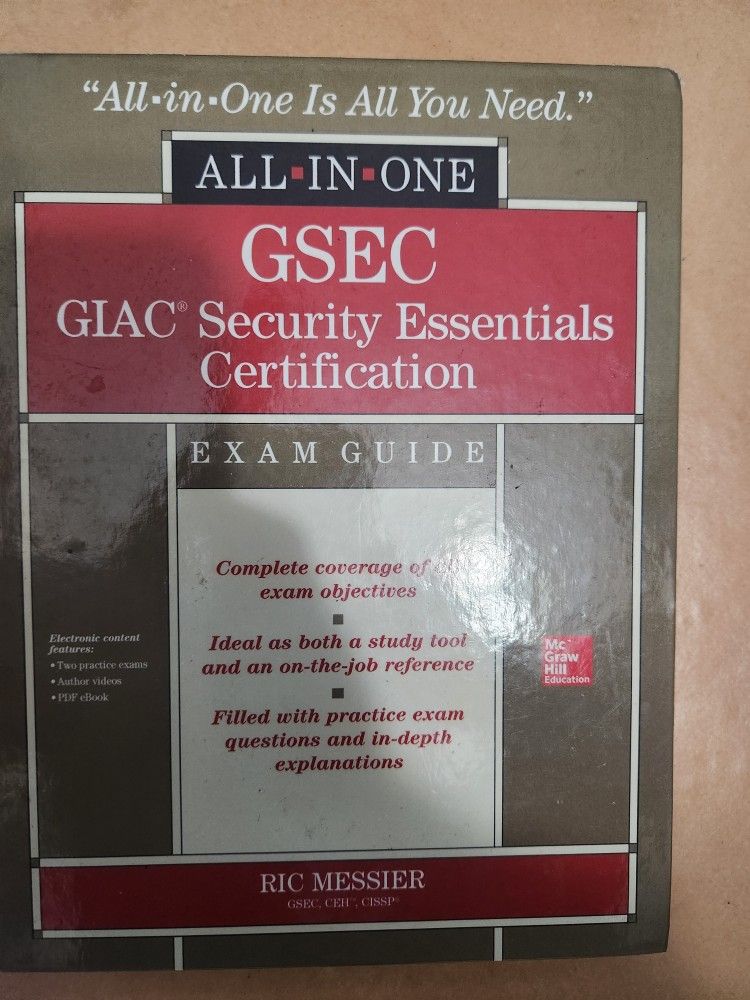 “All-in-One Is All You Need.”
ALL▪IN▪ONE
GSEC
GIAC® Security Essentials
Certification
EXAM GUIDE
Complete coverage of
exam objectives
Ideal as both a study tool
and an on-the-job reference
Filled with practice exam
questions and in-depth
explanations
Electronic content
features:
• Two practice exams
• Author videos
• PDF eBook
Mc
Graw
Hill
Education
RIC MESSIER
GSEC, CEH™, CISSP®